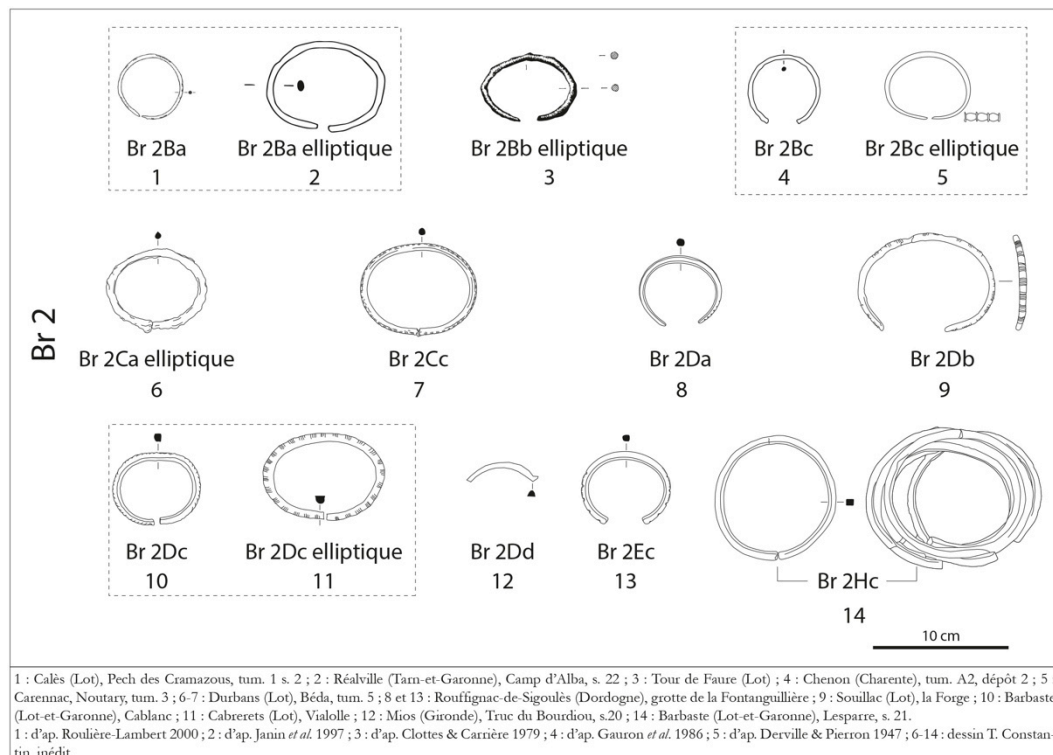 Br 2
Br 2Ba
1
Br 2Ba elliptique
2
Br 2Bb elliptique
3
Br 2Bc
4
Br 2Bc elliptique
5
Br 2Ca elliptique
6
Br 2Cc
7
Br 2Da
8
Br 2Db
9
Br 2Dc
10
Br 2Dc elliptique
11
Br 2Dd
12
Br 2Ec
13
Br 2Hc
14
10 cm
1 : Calès (Lot), Pech des Cramazous, tum. 1 s. 2 ; 2 : Réalville (Tarn-et-Garonne), Camp d'Alba, s. 22 ; 3 : Tour de Faure (Lot) ; 4 : Chenon (Charente), tum. A2, dépôt 2 ; 5 :
Carennac, Noutary, tum. 3 ; 6-7 : Durbans (Lot), Béda, tum. 5 ; 8 et 13 : Rouffignac-de-Sigoulès (Dordogne), grotte de la Fontanguillière ; 9 : Souillac (Lot), la Forge ; 10 : Barbaste
(Lot-et-Garonne), Cablanc ; 11 : Cabrerets (Lot), Vialolle ; 12 : Mios (Gironde), Truc du Bourdiou, s.20 ; 14 : Barbaste (Lot-et-Garonne), Lesparre, s. 21.
1 : d'ap. Roulière-Lambert 2000 ; 2 : d'ap. Janin et al. 1997 ; 3 : d'ap. Clottes & Carrière 1979 ; 4 : d'ap. Gauron et al. 1986 ; 5 : d'ap. Derville & Pierron 1947 ; 6-14 : dessin T. Constan-
tin, inédit